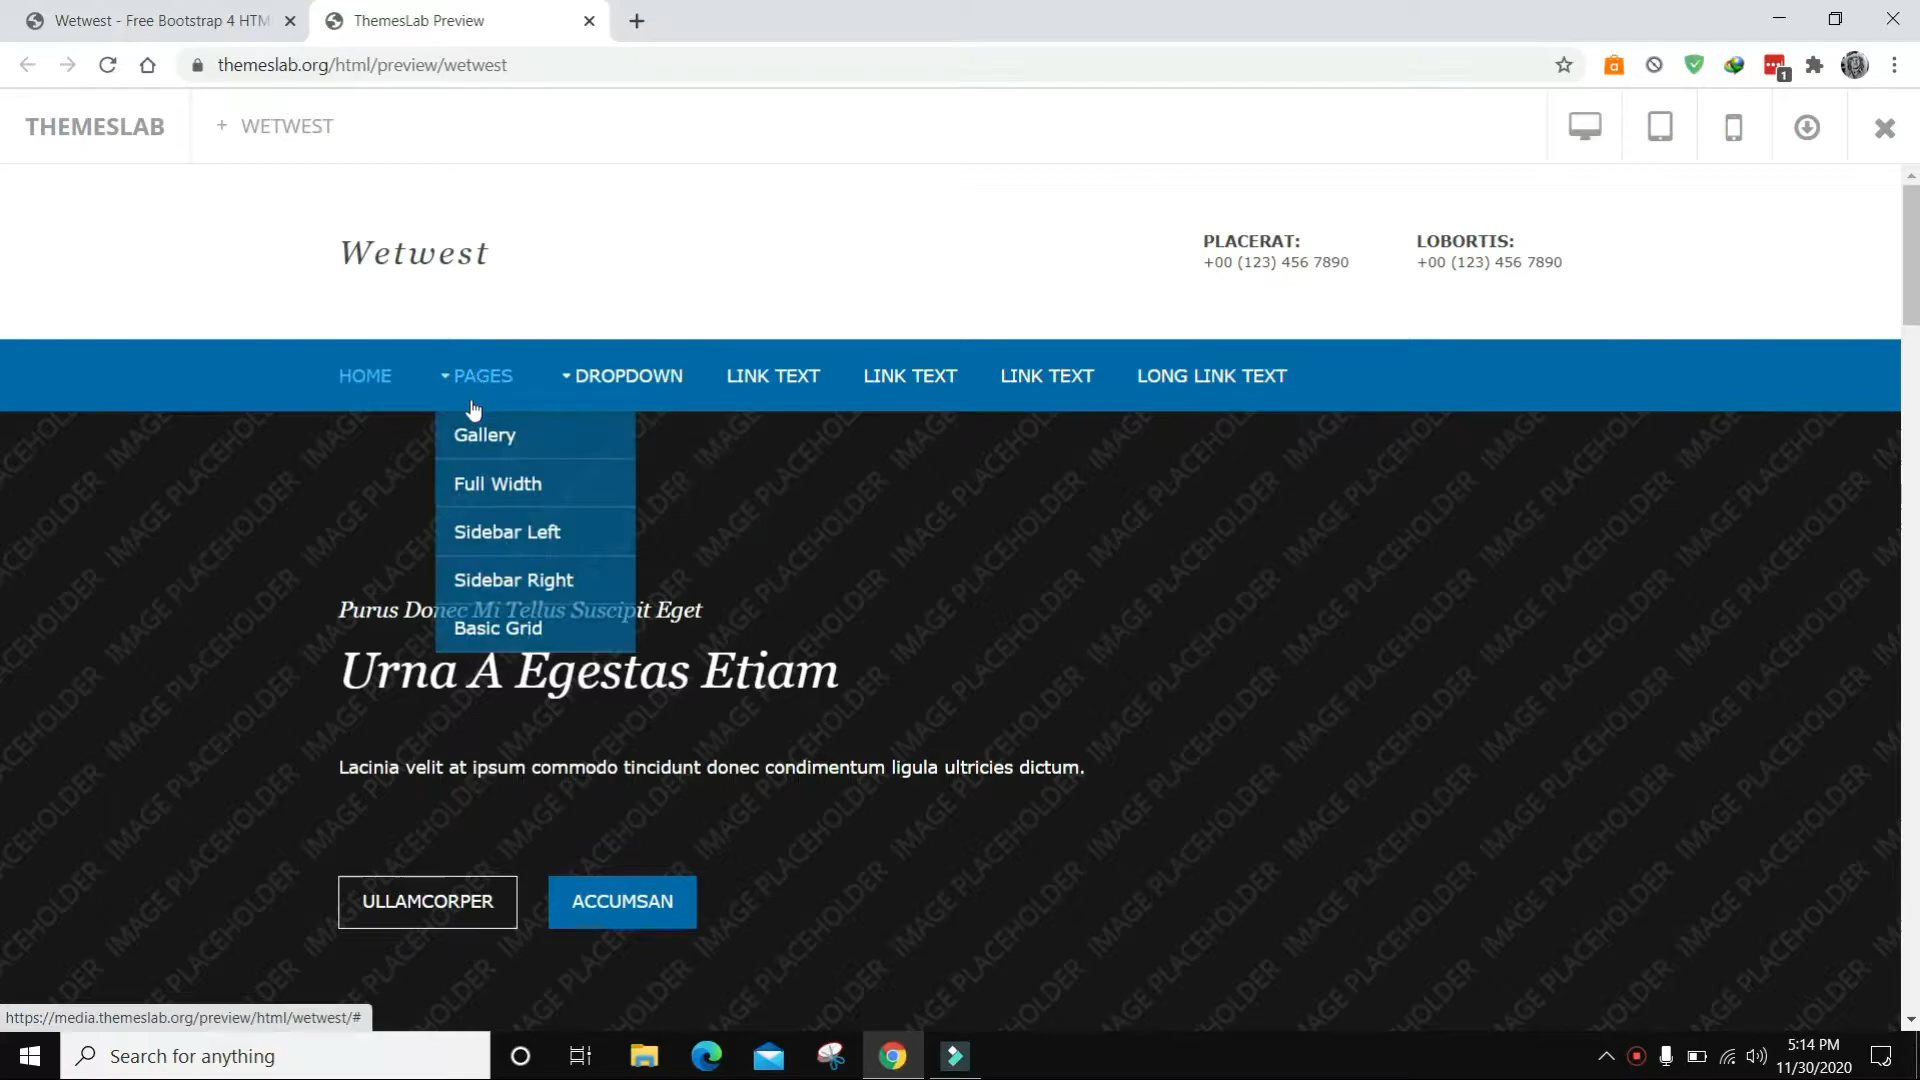 Wetwest - Free Bootstrap 4 HTM
ThemesLab Preview
themeslab.org/html/preview/wetwest
1
THEMESLAB
+ WETWEST
Wetwest
PLACERAT:
+00 (123) 456 7890
LOBORTIS:
+00 (123) 456 7890
HOME
PAGES
DROPDOWN
LINK TEXT
LINK TEXT
LINK TEXT
LONG LINK TEXT
Gallery
Full Width
Sidebar Left
Sidebar Right
Basic Grid
Purus Donec Mi Tellus Suscipit Eget
Urna A Egestas Etiam
Lacinia velit at ipsum commodo tincidunt donec condimentum ligula ultricies dictum.
ULLAMCORPER
ACCUMSAN
IMAGE PLACEHOLDER
https://media.themeslab.org/preview/html/wetwest/#
Search for anything
5:14 PM
11/30/2020